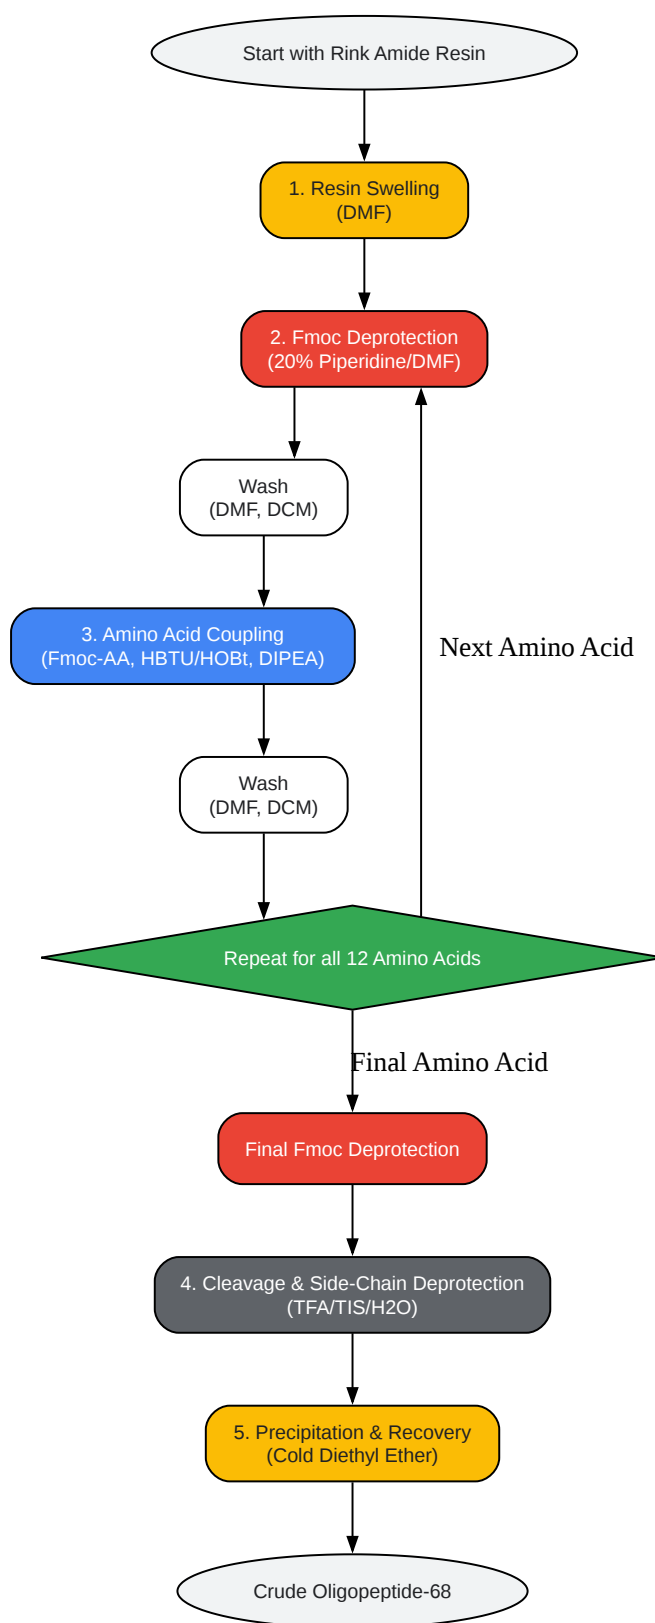 Start with Rink Amide Resin
1. Resin Swelling
(DMF)
2. Fmoc Deprotection
(20% Piperidine/DMF)
Wash
(DMF, DCM)
3. Amino Acid Coupling
(Fmoc-AA, HBTU/HOBt, DIPEA)
Next Amino Acid
Wash
(DMF, DCM)
Repeat for all 12 Amino Acids
Final Amino Acid
Final Fmoc Deprotection
4. Cleavage & Side-Chain Deprotection
(TFA/TIS/H2O)
5. Precipitation & Recovery
(Cold Diethyl Ether)
Crude Oligopeptide-68